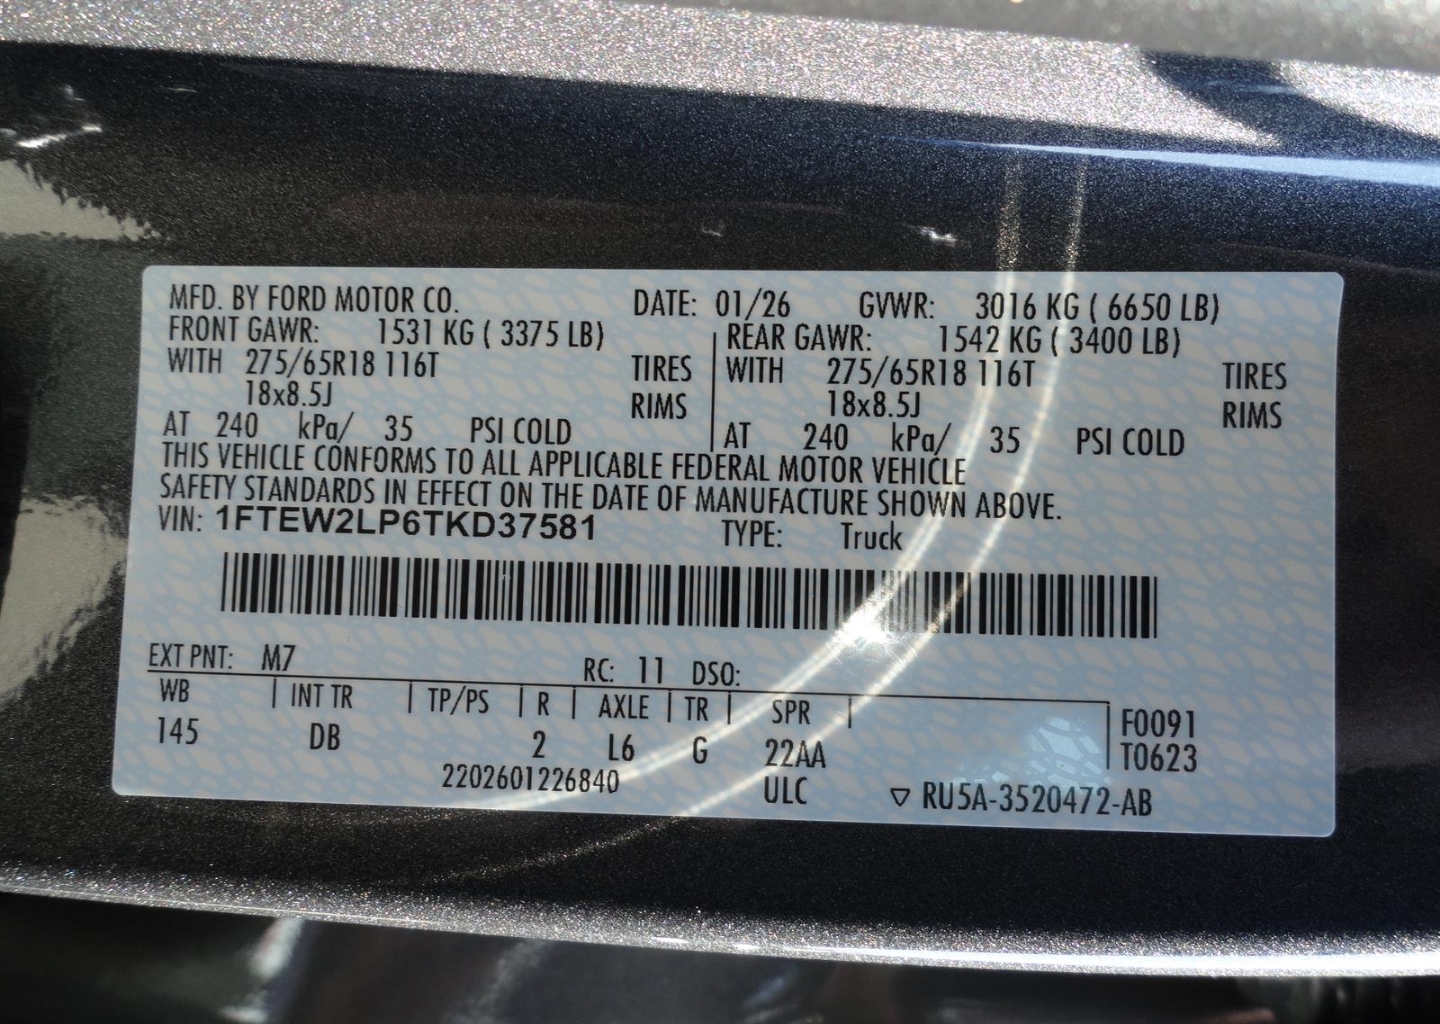 MFD. BY FORD MOTOR CO. DATE: 01/26 GVWR: 3016 KG ( 6650 LB)
FRONT GAWR: 1531 KG ( 3375 LB) REAR GAWR: 1542 KG ( 3400 LB)
WITH 275/65R18 116T TIRES WITH 275/65R18 116T TIRES
18x8.5J RIMS 18x8.5J RIMS
AT 240 kPa/ 35 PSI COLD AT 240 kPa/ 35 PSI COLD
THIS VEHICLE CONFORMS TO ALL APPLICABLE FEDERAL MOTOR VEHICLE
SAFETY STANDARDS IN EFFECT ON THE DATE OF MANUFACTURE SHOWN ABOVE.
VIN: 1FTEW2LP6TKD37581 TYPE: Truck
EXT PNT: M7 RC: 11 DSO:
WB INT TR TP/PS R AXLE TR SPR F0091
145 DB 2 L6 G 22AA T0623
2202601226840 ULC ▽ RU5A-3520472-AB